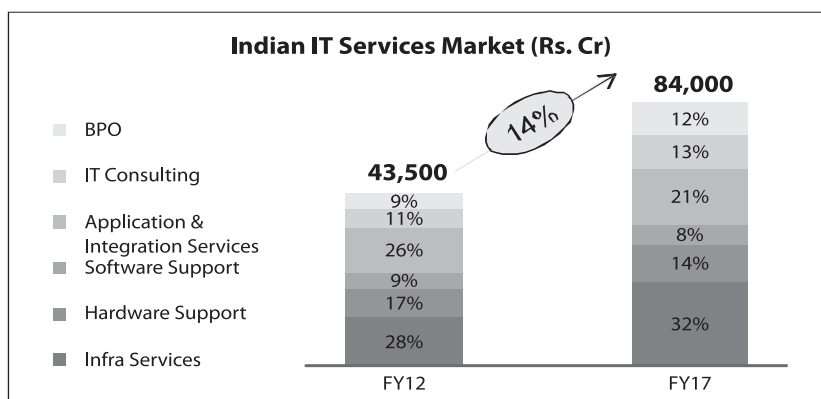 Indian IT Services Market (Rs. Cr)
84,000
14%
43,500
BPO
IT Consulting
Application &
Integration Services
Software Support
Hardware Support
Infra Services
9%
11%
26%
9%
17%
28%
12%
13%
21%
8%
14%
32%
FY12
FY17